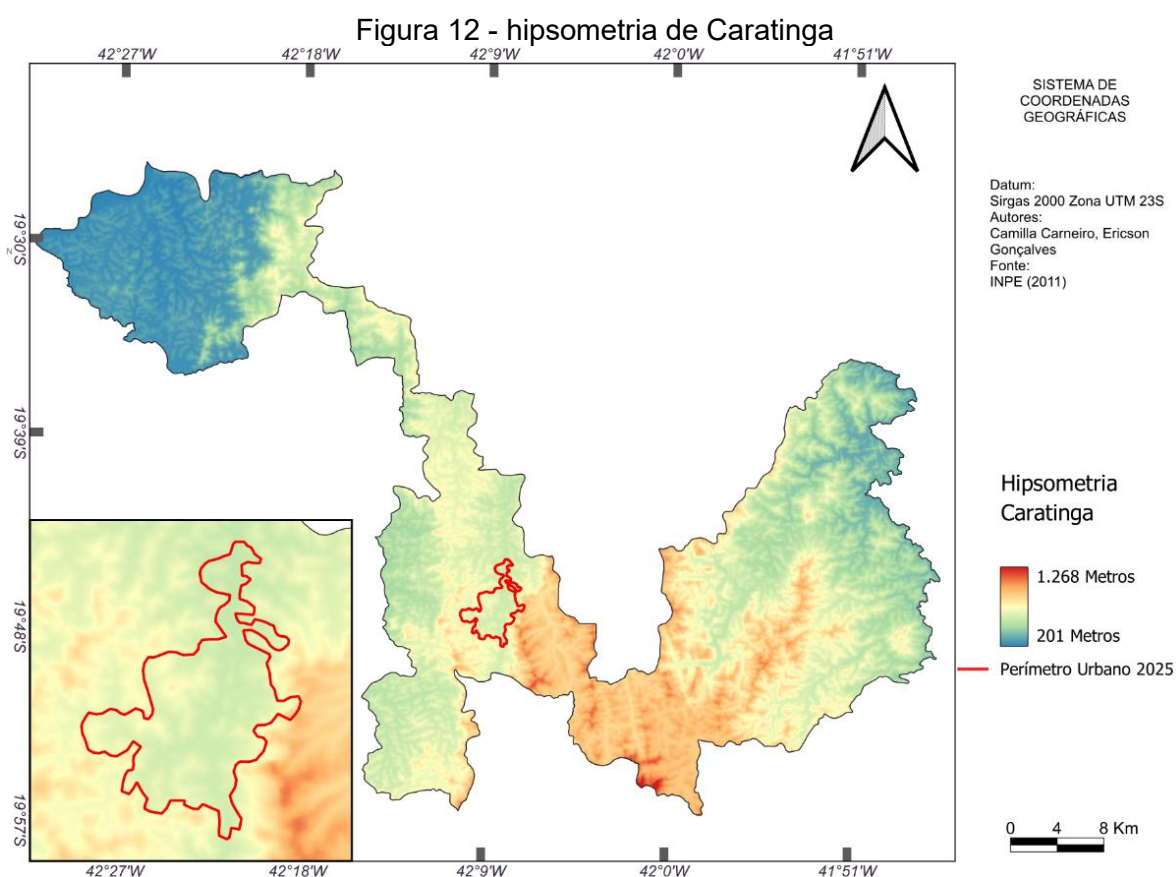 Figura 12 - hipsometria de Caratinga
42°27'W 42°18'W 42°9'W 42°0'W 41°51'W
SISTEMA DE
COORDENADAS
GEOGRÁFICAS
Datum:
Sirgas 2000 Zona UTM 23S
Autores:
Camilla Carneiro, Ericson
Gonçalves
Fonte:
INPE (2011)
19°30'S
z
19°39'S
19°48'S
19°57'S
Hipsometria
Caratinga
1.268 Metros
201 Metros
Perímetro Urbano 2025
0 4 8 Km
42°27'W 42°18'W 42°9'W 42°0'W 41°51'W